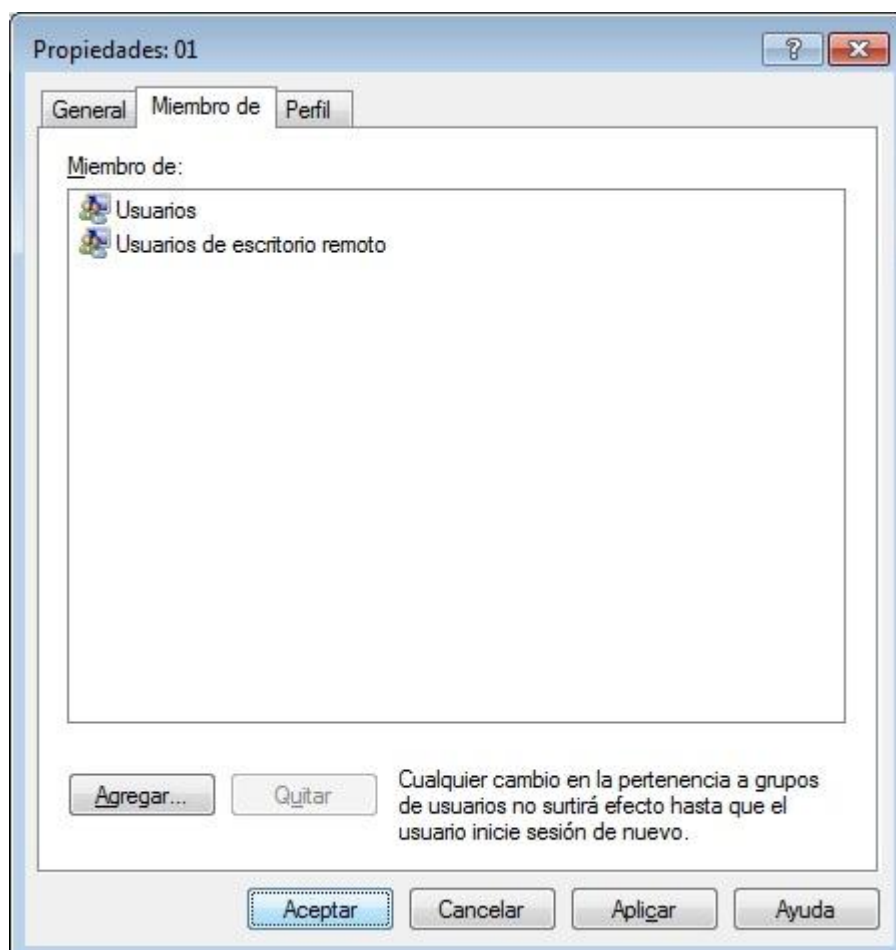 Propiedades: 01
General Miembro de Perfil
Miembro de:
Usuarios
Usuarios de escritorio remoto
Agregar... Quitar
Cualquier cambio en la pertenencia a grupos
de usuarios no surtirá efecto hasta que el
usuario inicie sesión de nuevo.
Aceptar Cancelar Aplicar Ayuda